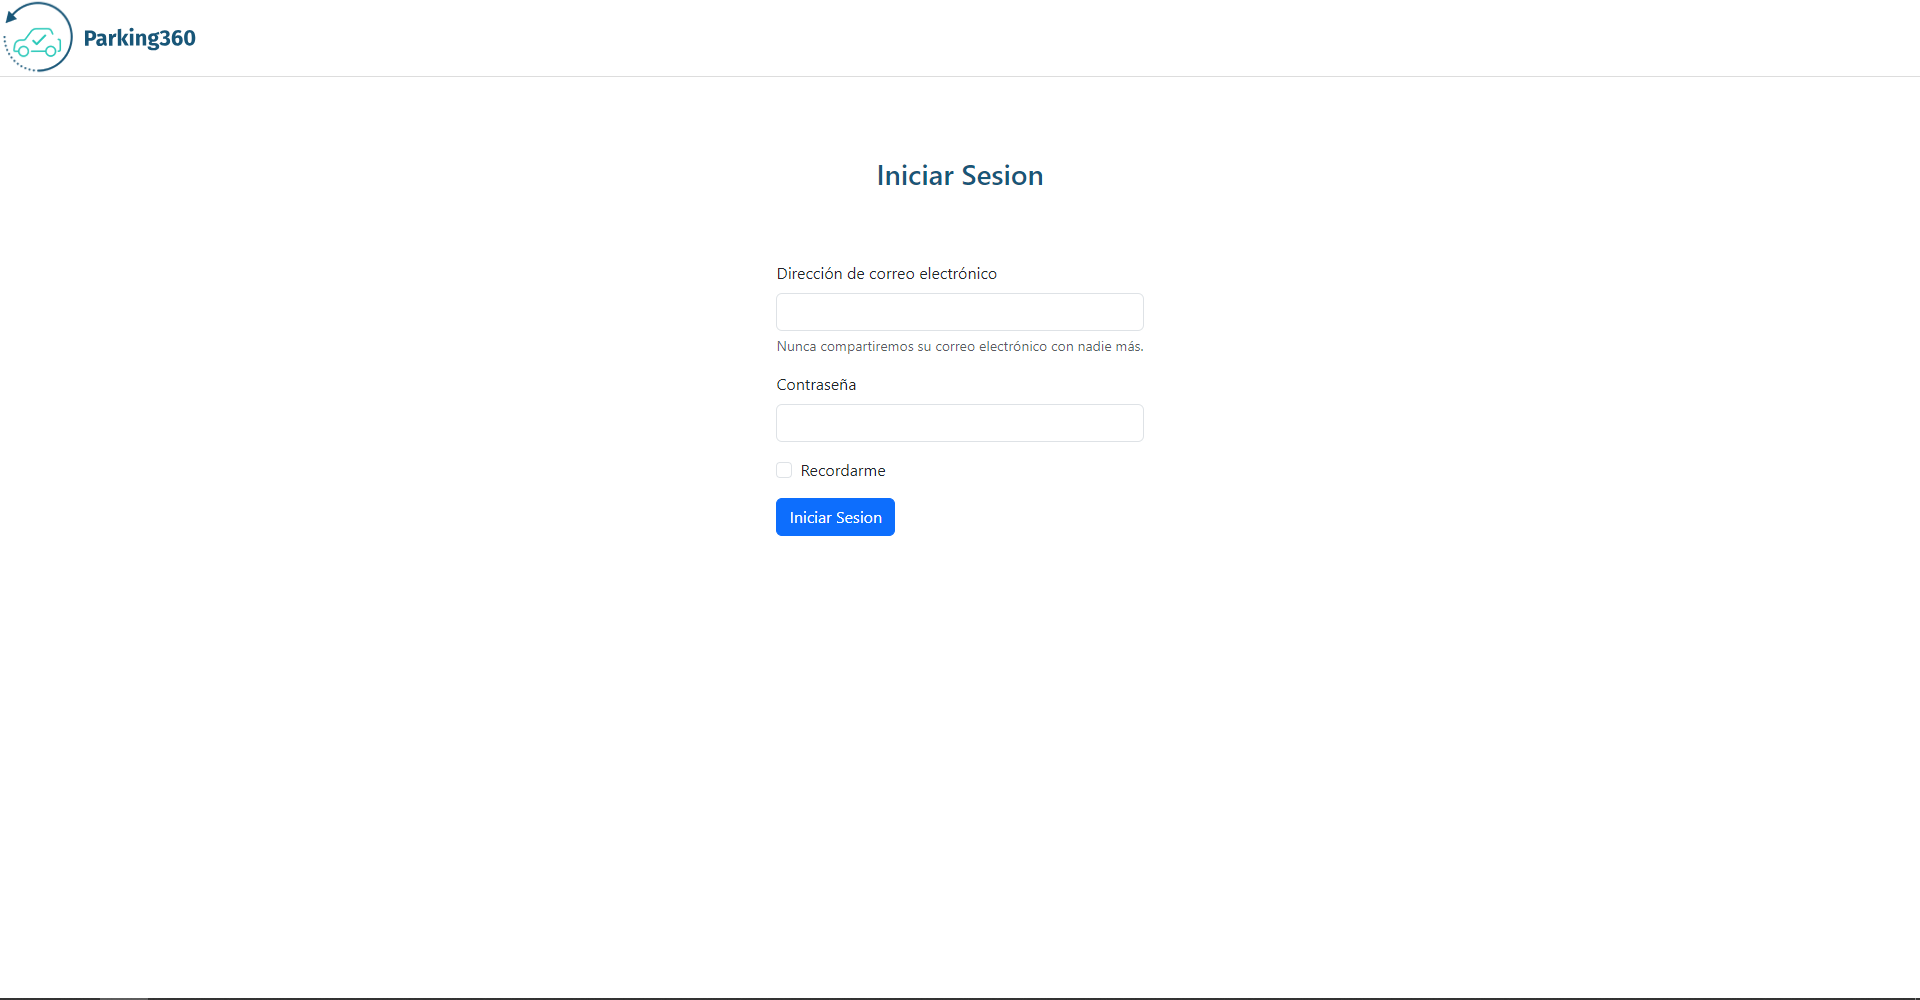 Parking360
Iniciar Sesion
Dirección de correo electrónico
Nunca compartiremos su correo electrónico con nadie más.
Contraseña
Recordarme
Iniciar Sesion